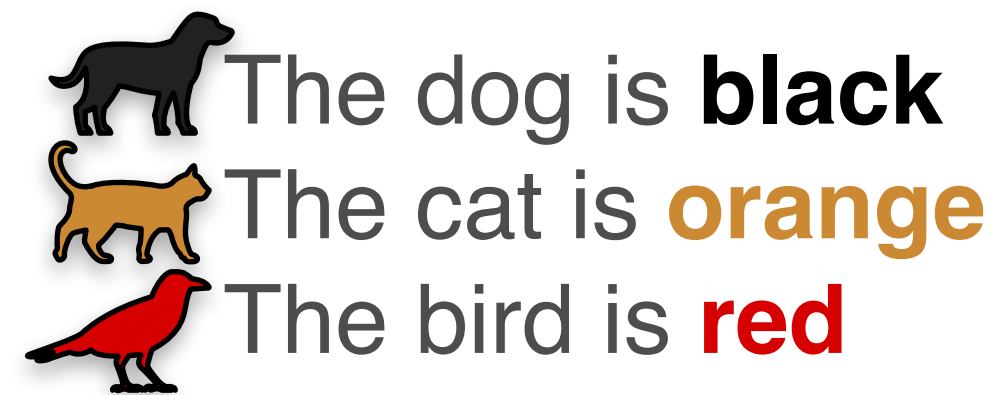 The dog is black
The cat is orange
The bird is red